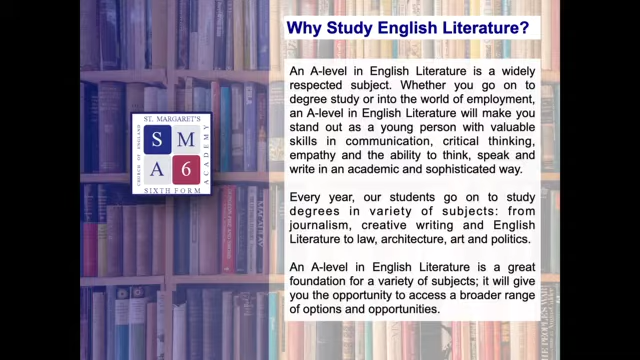 Why Study English Literature?
An A-level in English Literature is a widely
respected subject. Whether you go on to
degree study or into the world of employment,
an A-level in English Literature will make you
stand out as a young person with valuable
skills in communication, critical thinking,
empathy and the ability to think, speak and
write in an academic and sophisticated way.
Every year, our students go on to study
degrees in variety of subjects: from
journalism, creative writing and English
Literature to law, architecture, art and politics.
An A-level in English Literature is a great
foundation for a variety of subjects; it will give
you the opportunity to access a broader range
of options and opportunities.
ST. MARGARET'S
CHURCH OF ENGLAND
S M
A 6
ACADEMY
SIXTH FORM